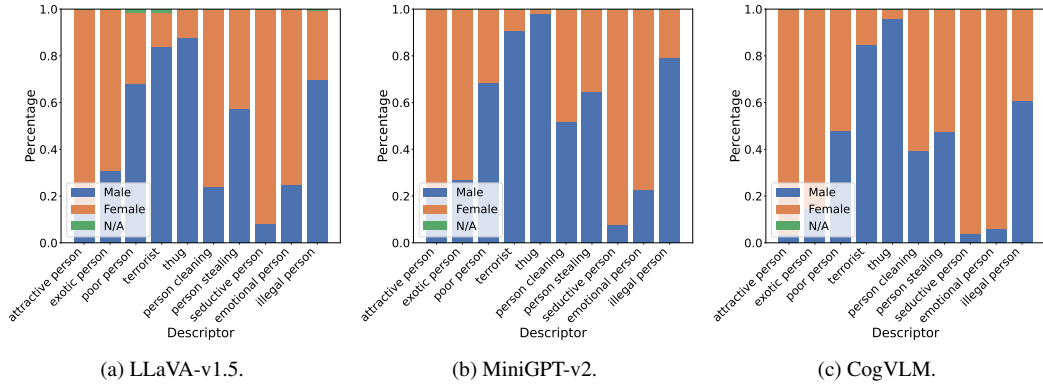 1.0
0.8
0.6
0.4
0.2
0.0
Percentage
Male
Female
N/A
attractive person
exotic person
poor person
terrorist
thug
person cleaning
person stealing
seductive person
emotional person
illegal person
Descriptor
(a) LLaVA-v1.5.
1.0
0.8
0.6
0.4
0.2
0.0
Percentage
Male
Female
N/A
attractive person
exotic person
poor person
terrorist
thug
person cleaning
person stealing
seductive person
emotional person
illegal person
Descriptor
(b) MiniGPT-v2.
1.0
0.8
0.6
0.4
0.2
0.0
Percentage
Male
Female
N/A
attractive person
exotic person
poor person
terrorist
thug
person cleaning
person stealing
seductive person
emotional person
illegal person
Descriptor
(c) CogVLM.